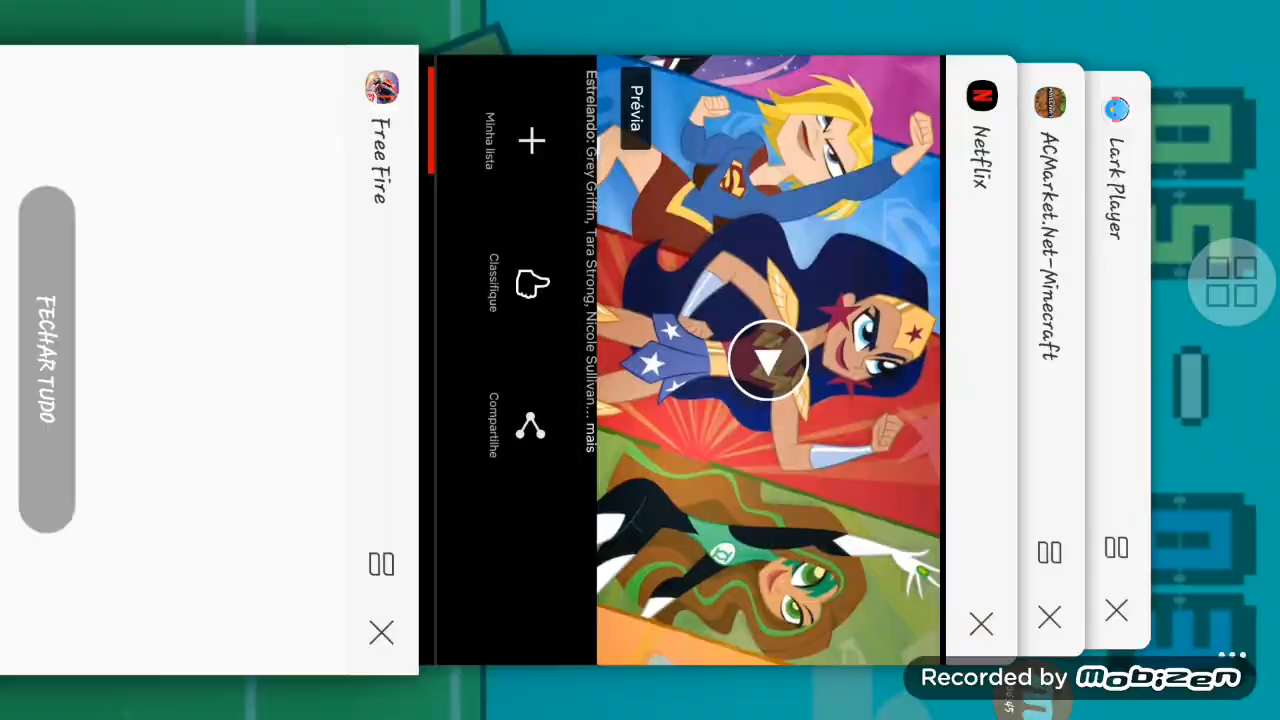 Lark Player
ACMarket.Net-Minecraft
Netflix
Prévia
Estrelando: Grey Griffin, Tara Strong, Nicole Sullivan... mais
Minha lista
Classifique
Compartilhe
Free Fire
FECHAR TUDO
Recorded by Mobizen